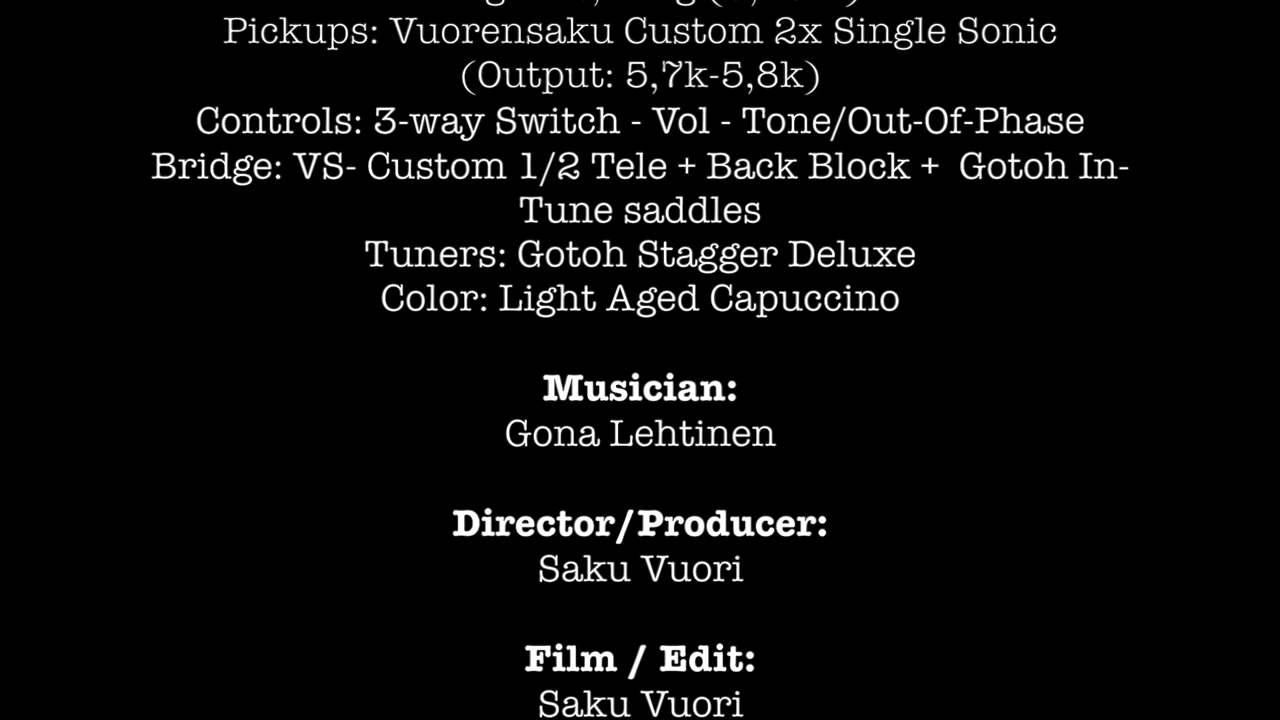 Pickups: Vuorensaku Custom 2x Single Sonic
(Output: 5,7k-5,8k)
Controls: 3-way Switch - Vol - Tone/Out-Of-Phase
Bridge: VS- Custom 1/2 Tele + Back Block +  Gotoh In-
Tune saddles
Tuners: Gotoh Stagger Deluxe
Color: Light Aged Capuccino
Musician:
Gona Lehtinen
Director/Producer:
Saku Vuori
Film / Edit:
Saku Vuori